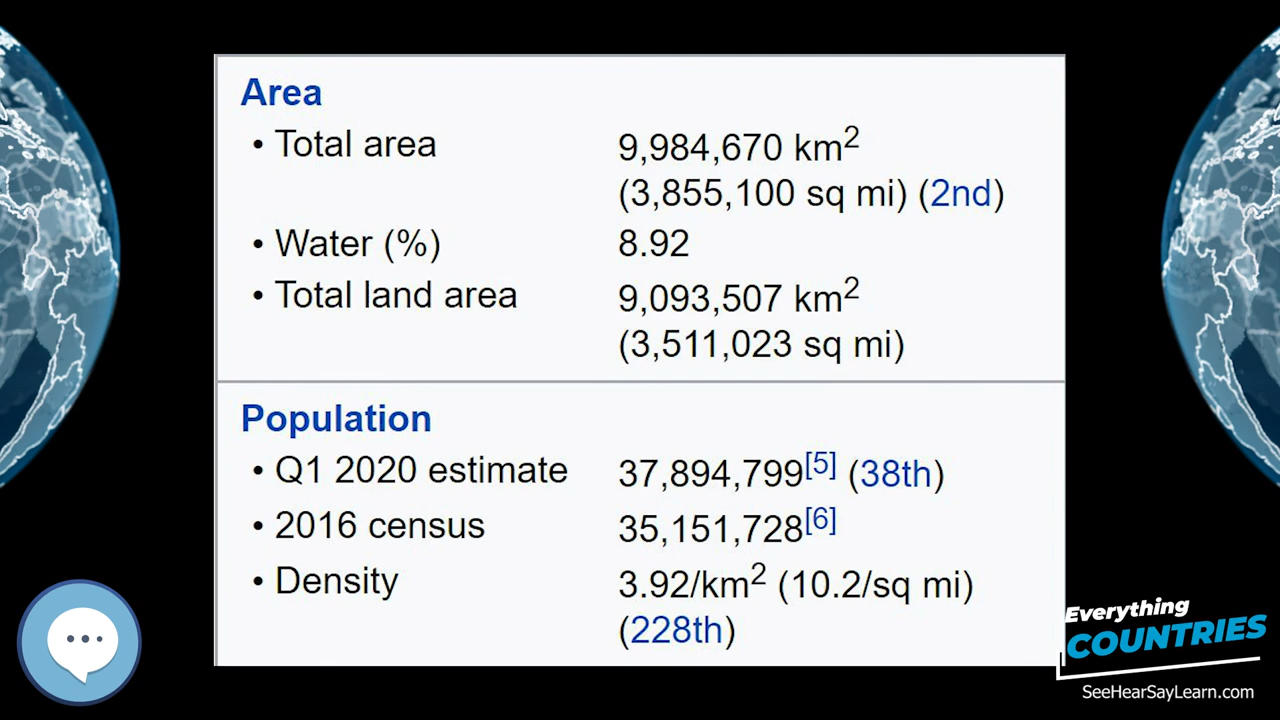 Area
• Total area 9,984,670 km²
(3,855,100 sq mi) (2nd)
• Water (%) 8.92
• Total land area 9,093,507 km²
(3,511,023 sq mi)
Population
• Q1 2020 estimate 37,894,799[5] (38th)
• 2016 census 35,151,728[6]
• Density 3.92/km² (10.2/sq mi)
(228th)
Everything
COUNTRIES
SeeHearSayLearn.com